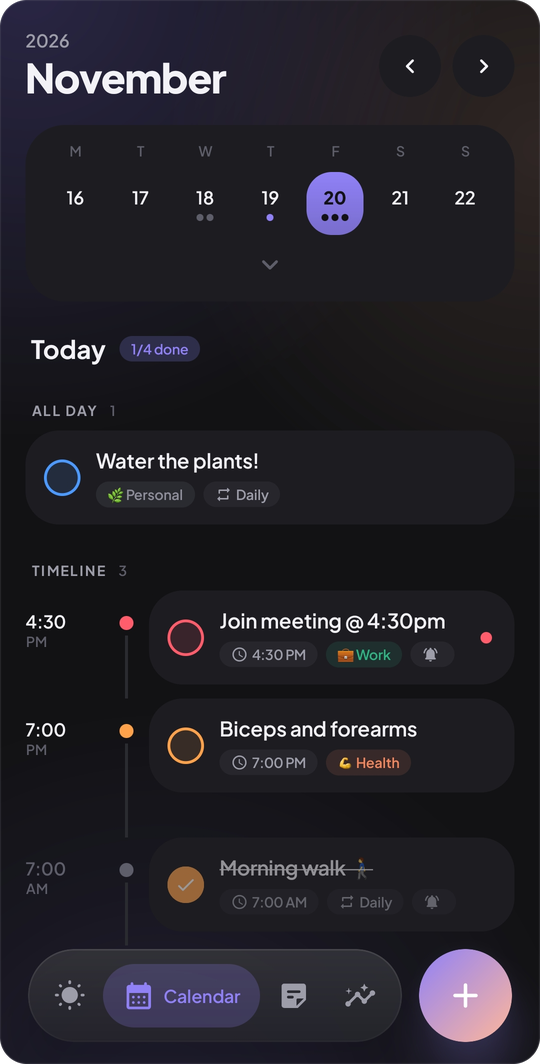 2026
November
M T W T F S S
16 17 18 19 20 21 22
Today 1/4 done
ALL DAY 1
Water the plants!
Personal Daily
TIMELINE 3
4:30 Join meeting @ 4:30pm
PM 4:30 PM Work
7:00 Biceps and forearms
PM 7:00 PM Health
7:00 Morning walk
AM 7:00 AM Daily
Calendar